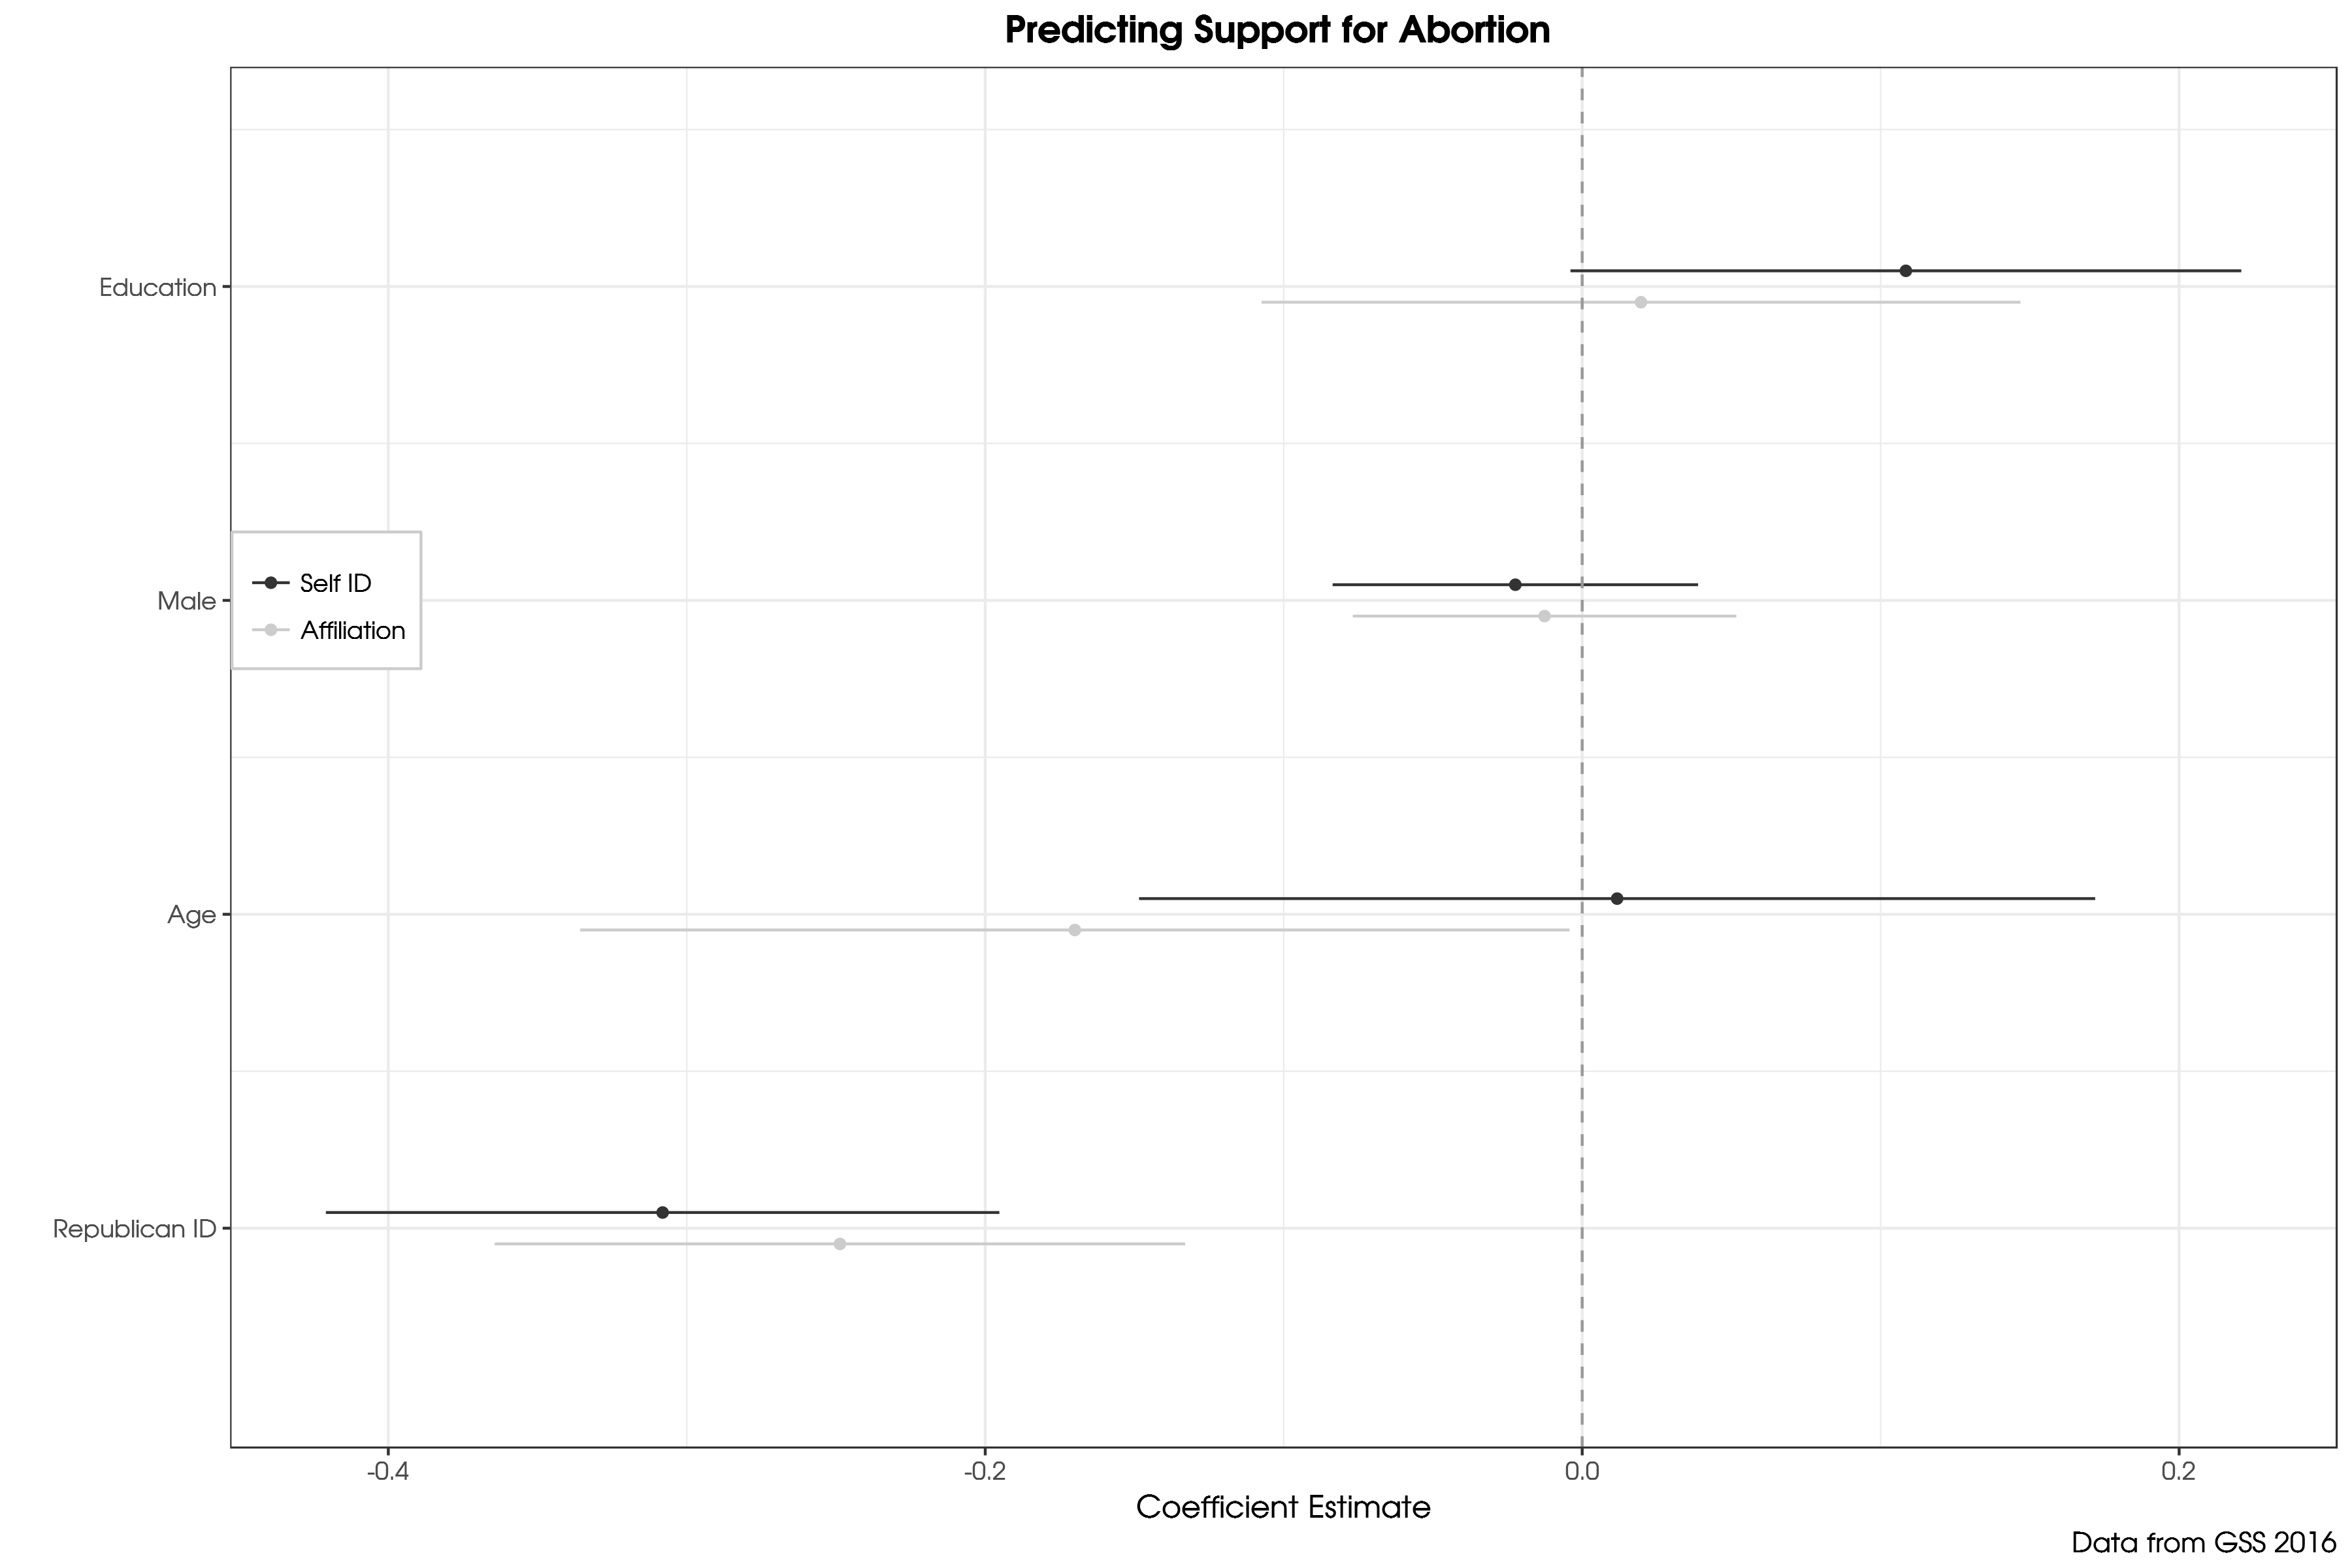 Predicting Support for Abortion
Education
Male
Age
Republican ID
Self ID
Affiliation
-0.4
-0.2
0.0
0.2
Coefficient Estimate
Data from GSS 2016